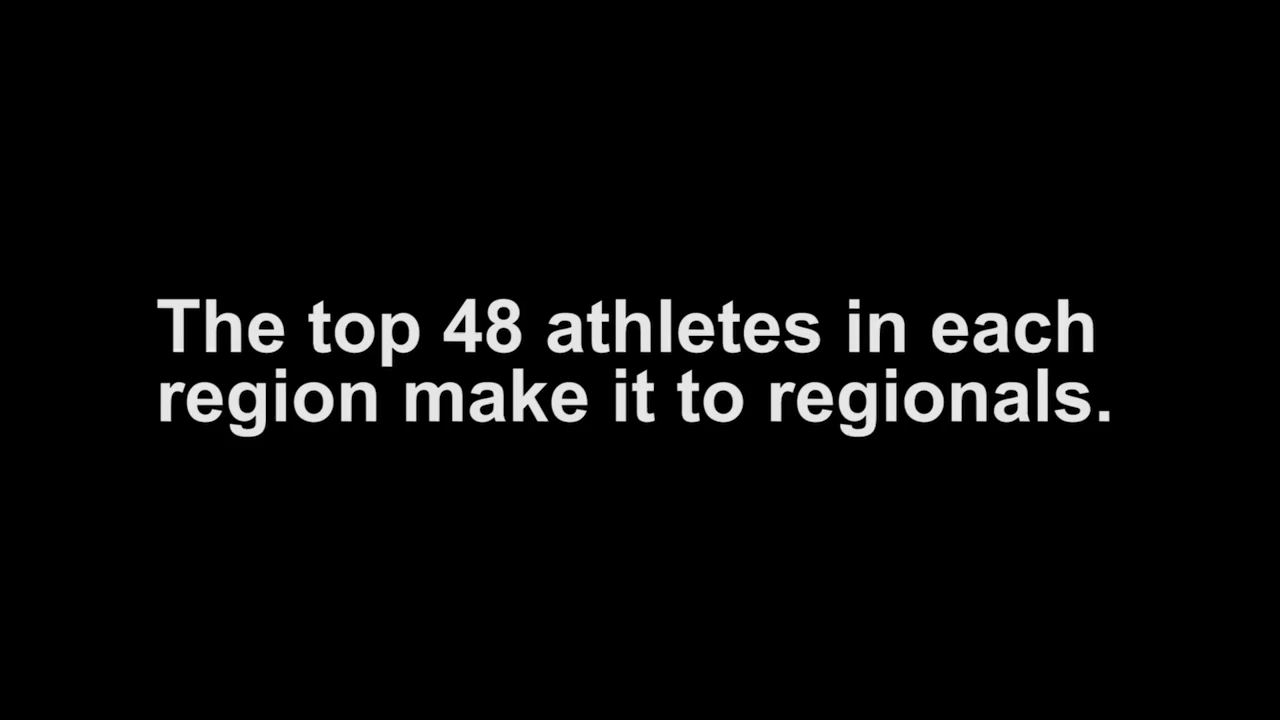 The top 48 athletes in each
region make it to regionals.